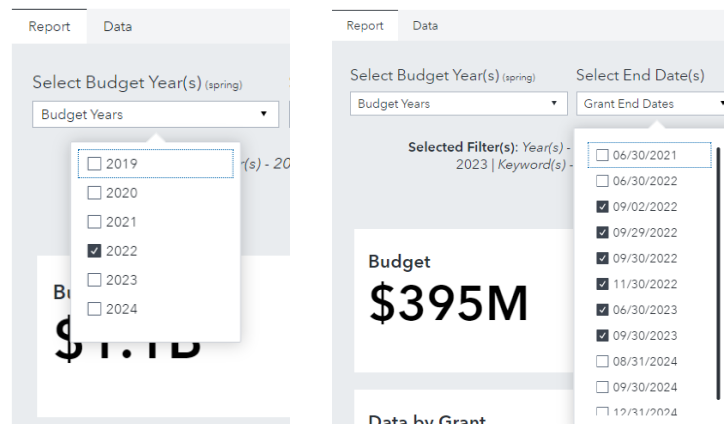 Report Data
Select Budget Year(s) (spring)
Budget Years
2019
r(s) - 20
2020
2021
2022
2023
2024
Report Data
Select Budget Year(s) (spring) Select End Date(s)
Budget Years Grant End Dates
Selected Filter(s): Year(s) -
2023 | Keyword(s) -
06/30/2021
06/30/2022
09/02/2022
09/29/2022
09/30/2022
11/30/2022
06/30/2023
09/30/2023
08/31/2024
09/30/2024
12/31/2024
Budget
$395M
Data by Grant